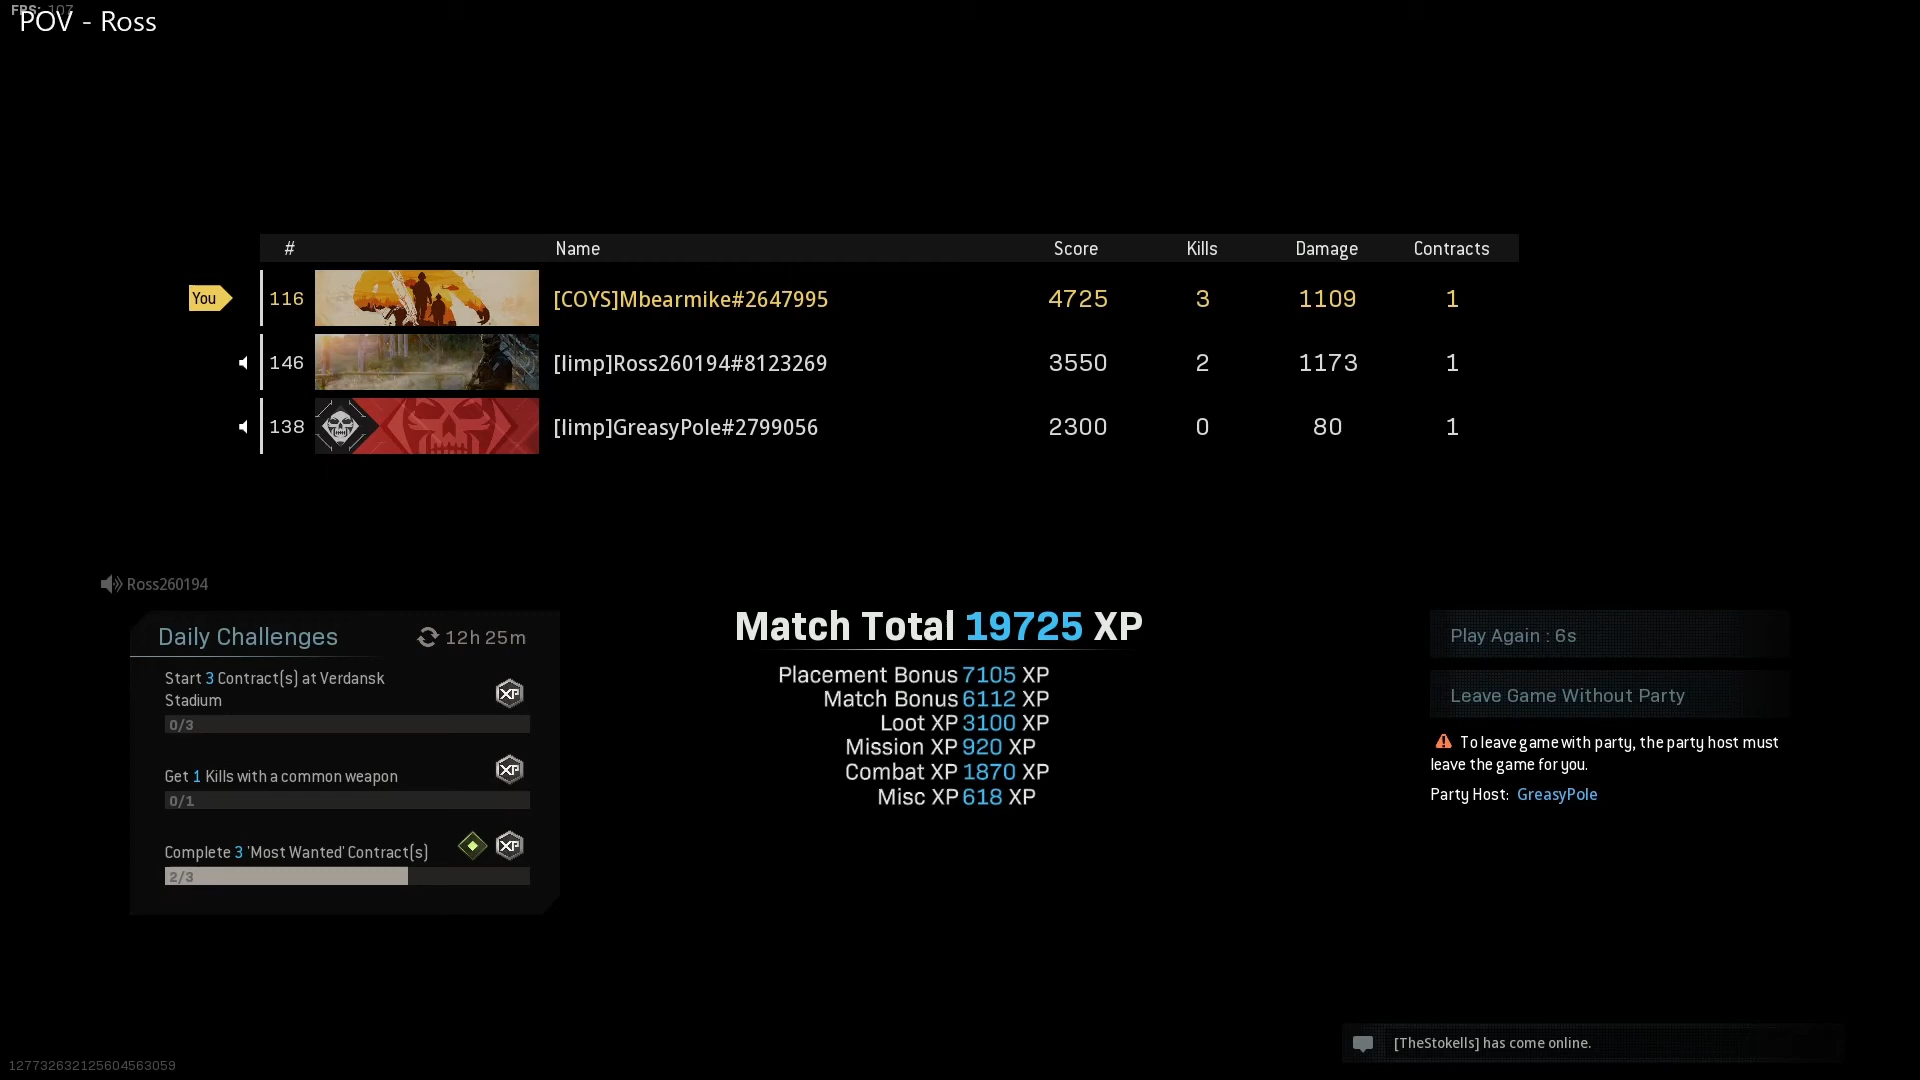 FPS: 107
POV - Ross
# Name Score Kills Damage Contracts
You 116 [COYS]Mbearmike#2647995 4725 3 1109 1
146 [limp]Ross260194#8123269 3550 2 1173 1
138 [limp]GreasyPole#2799056 2300 0 80 1
Ross260194
Daily Challenges 12h 25m
Start 3 Contract(s) at Verdansk
Stadium
XP
0/3
Get 1 Kills with a common weapon
XP
0/1
Complete 3 'Most Wanted' Contract(s)
XP
2/3
Match Total 19725 XP
Placement Bonus 7105 XP
Match Bonus 6112 XP
Loot XP 3100 XP
Mission XP 920 XP
Combat XP 1870 XP
Misc XP 618 XP
Play Again : 6s
Leave Game Without Party
To leave game with party, the party host must
leave the game for you.
Party Host: GreasyPole
[TheStokells] has come online.
127732632125604563059